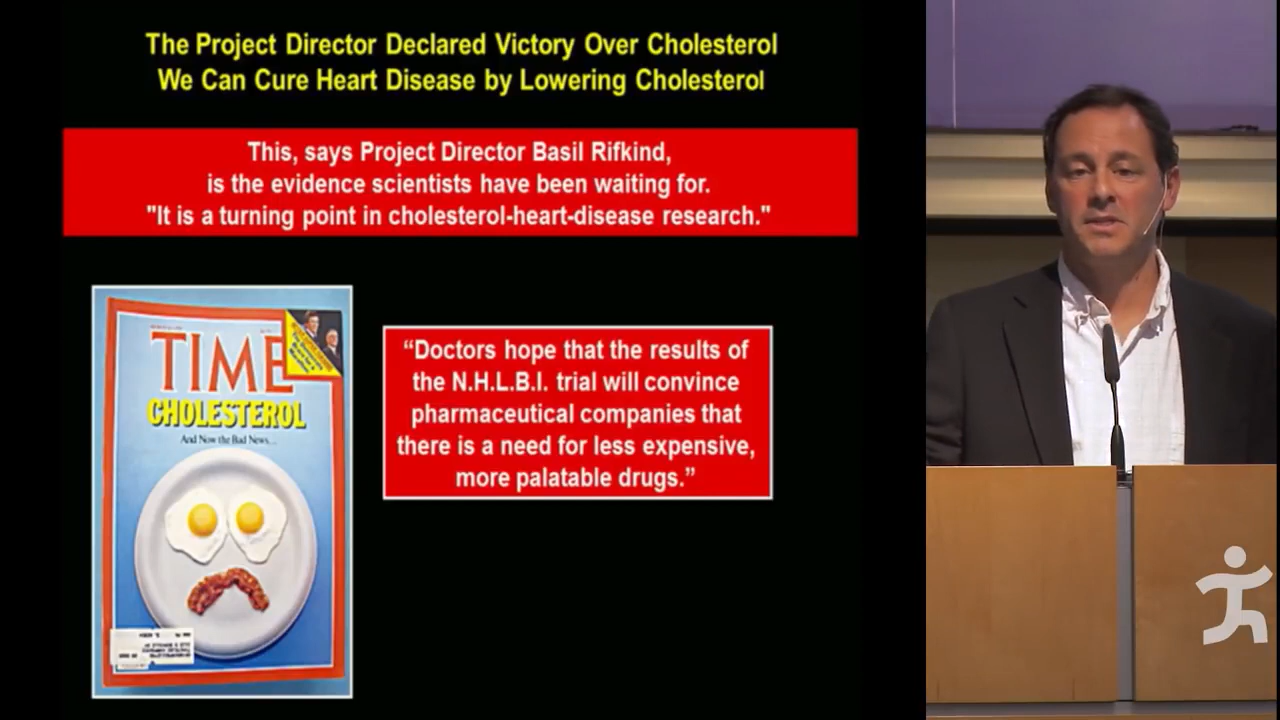 The Project Director Declared Victory Over Cholesterol
We Can Cure Heart Disease by Lowering Cholesterol
This, says Project Director Basil Rifkind,
is the evidence scientists have been waiting for.
"It is a turning point in cholesterol-heart-disease research."
TIME
CHOLESTEROL
And Now the Bad News...
“Doctors hope that the results of
the N.H.L.B.I. trial will convince
pharmaceutical companies that
there is a need for less expensive,
more palatable drugs.”